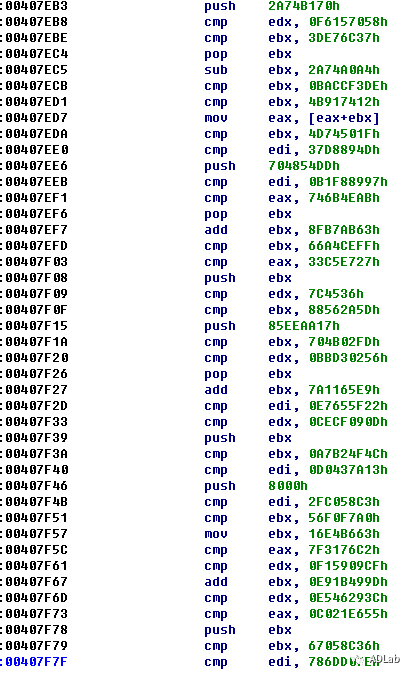 :00407EB3 push 2A74B170h
:00407EB8 cmp edx, 0F6157058h
:00407EBE cmp ebx, 3DE76C37h
:00407EC4 pop ebx
:00407EC5 sub ebx, 2A74A0A4h
:00407ECB cmp ebx, 0BACCF3DEh
:00407ED1 cmp ebx, 4B917412h
:00407ED7 mov eax, [eax+ebx]
:00407EDA cmp ebx, 4D74501Fh
:00407EE0 cmp edi, 37D8894Dh
:00407EE6 push 704854DDh
:00407EEB cmp edi, 0B1F88997h
:00407EF1 cmp eax, 746B4EABh
:00407EF6 pop ebx
:00407EF7 add ebx, 8FB7AB63h
:00407EFD cmp ebx, 66A4CEFFh
:00407F03 cmp eax, 33C5E727h
:00407F08 push ebx
:00407F09 cmp edx, 7C4536h
:00407F0F cmp ebx, 88562A5Dh
:00407F15 push 85EEAA17h
:00407F1A cmp ebx, 704B02FDh
:00407F20 cmp edx, 0BBD30256h
:00407F26 pop ebx
:00407F27 add ebx, 7A1165E9h
:00407F2D cmp edi, 0E7655F22h
:00407F33 cmp edx, 0CECF090Dh
:00407F39 push ebx
:00407F3A cmp ebx, 0A7B24F4Ch
:00407F40 cmp edi, 0D0437A13h
:00407F46 push 8000h
:00407F4B cmp edi, 2FC058C3h
:00407F51 cmp ebx, 56F0F7A0h
:00407F57 mov ebx, 16E4B663h
:00407F5C cmp eax, 7F3176C2h
:00407F61 cmp edx, 0F15909CFh
:00407F67 add ebx, 0E91B499Dh
:00407F6D cmp ebx, 0E546293Ch
:00407F73 cmp eax, 0C021E655h
:00407F78 push ebx
:00407F79 cmp ebx, 67058C36h
:00407F7F cmp edi,
ADLab